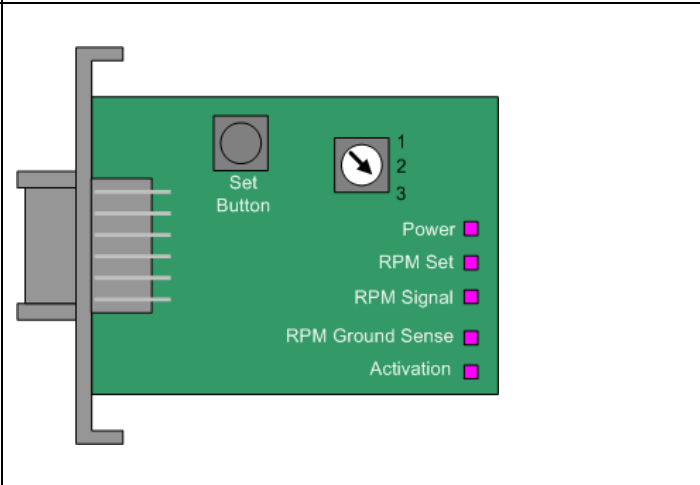 1
2
3
Set
Button
Power
RPM Set
RPM Signal
RPM Ground Sense
Activation